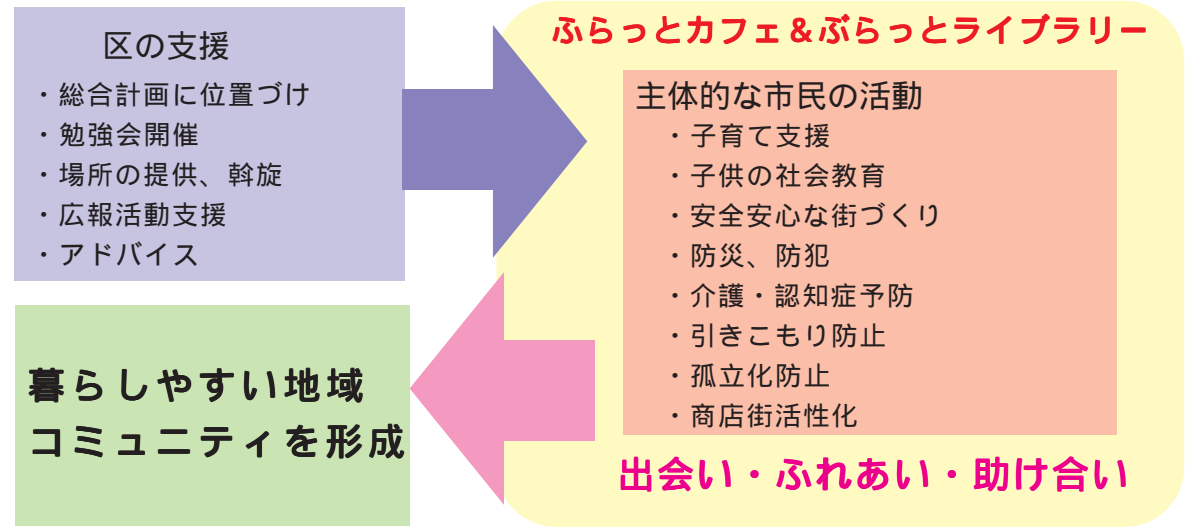 区の支援
・総合計画に位置づけ
・勉強会開催
・場所の提供、斡旋
・広報活動支援
・アドバイス
ふらっとカフェ＆ぶらっとライブラリー
主体的な市民の活動
・子育て支援
・子供の社会教育
・安全安心な街づくり
・防災、防犯
・介護・認知症予防
・引きこもり防止
・孤立化防止
・商店街活性化
出会い・ふれあい・助け合い
暮らしやすい地域
コミュニティを形成